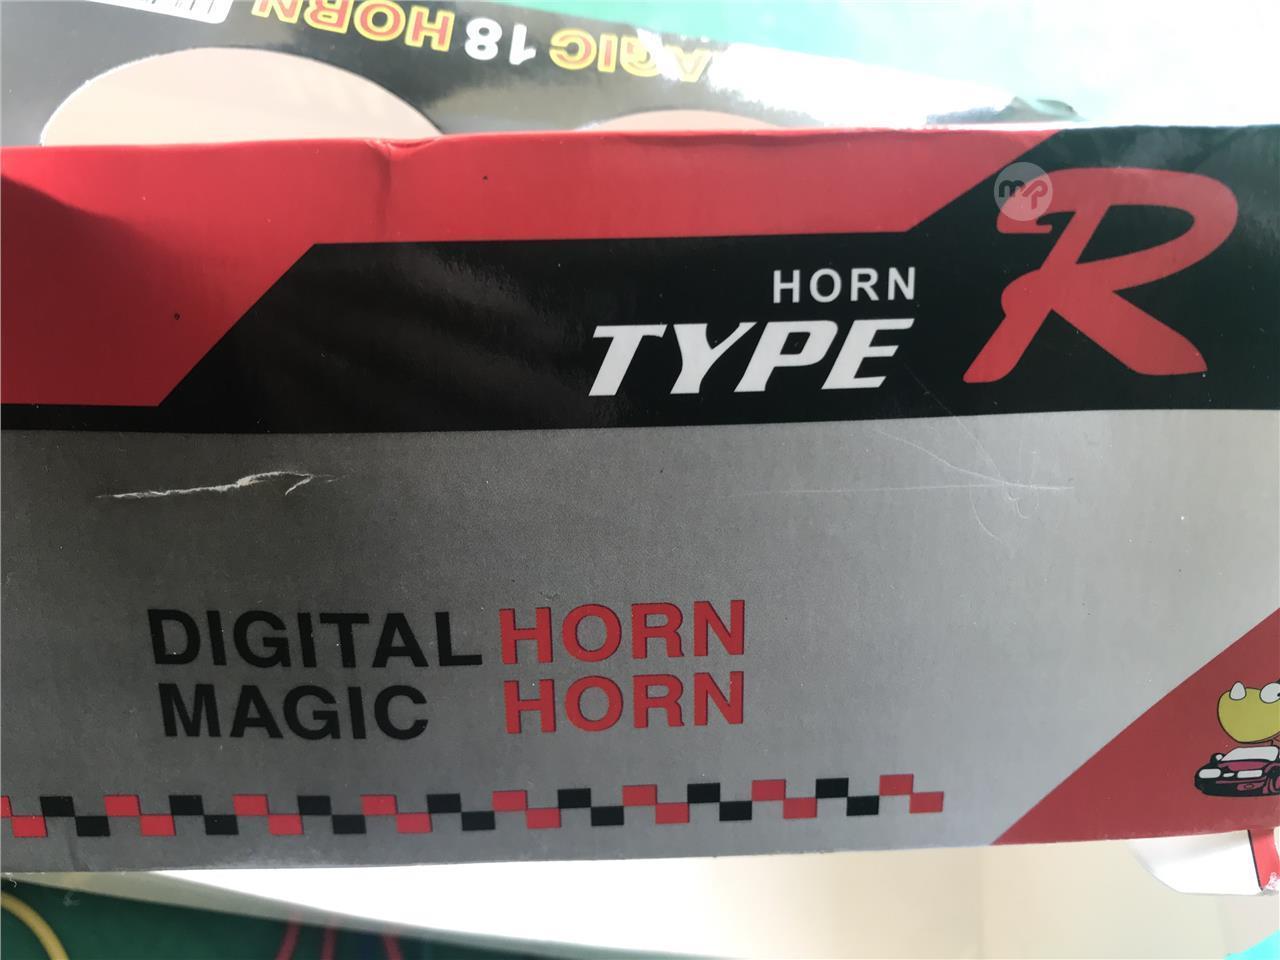 MAGIC 18 HORN
HORN
TYPE R
DIGITAL HORN
MAGIC HORN